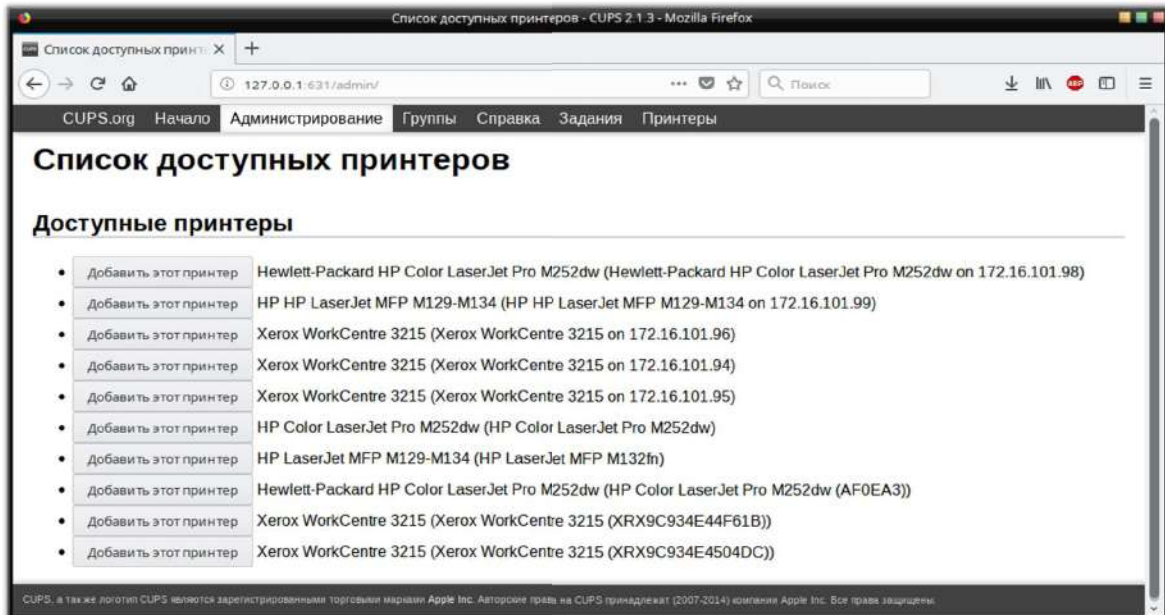 Список доступных принтеров - CUPS 2.1.3 - Mozilla Firefox
Список доступных принт
127.0.0.1:631/admin/
Поиск
ABP
CUPS.org Начало Администрирование Группы Справка Задания Принтеры
Список доступных принтеров
Доступные принтеры
Добавить этот принтер Hewlett-Packard HP Color LaserJet Pro M252dw (Hewlett-Packard HP Color LaserJet Pro M252dw on 172.16.101.98)
Добавить этот принтер HP HP LaserJet MFP M129-M134 (HP HP LaserJet MFP M129-M134 on 172.16.101.99)
Добавить этот принтер Xerox WorkCentre 3215 (Xerox WorkCentre 3215 on 172.16.101.96)
Добавить этот принтер Xerox WorkCentre 3215 (Xerox WorkCentre 3215 on 172.16.101.94)
Добавить этот принтер Xerox WorkCentre 3215 (Xerox WorkCentre 3215 on 172.16.101.95)
Добавить этот принтер HP Color LaserJet Pro M252dw (HP Color LaserJet Pro M252dw)
Добавить этот принтер HP LaserJet MFP M129-M134 (HP LaserJet MFP M132fn)
Добавить этот принтер Hewlett-Packard HP Color LaserJet Pro M252dw (HP Color LaserJet Pro M252dw (AF0EA3))
Добавить этот принтер Xerox WorkCentre 3215 (Xerox WorkCentre 3215 (XRX9C934E44F61B))
Добавить этот принтер Xerox WorkCentre 3215 (Xerox WorkCentre 3215 (XRX9C934E4504DC))
CUPS, а также логотип CUPS являются зарегистрированными торговыми марками Apple Inc. Авторские права на CUPS принадлежат (2007-2014) компании Apple Inc. Все права защищены.